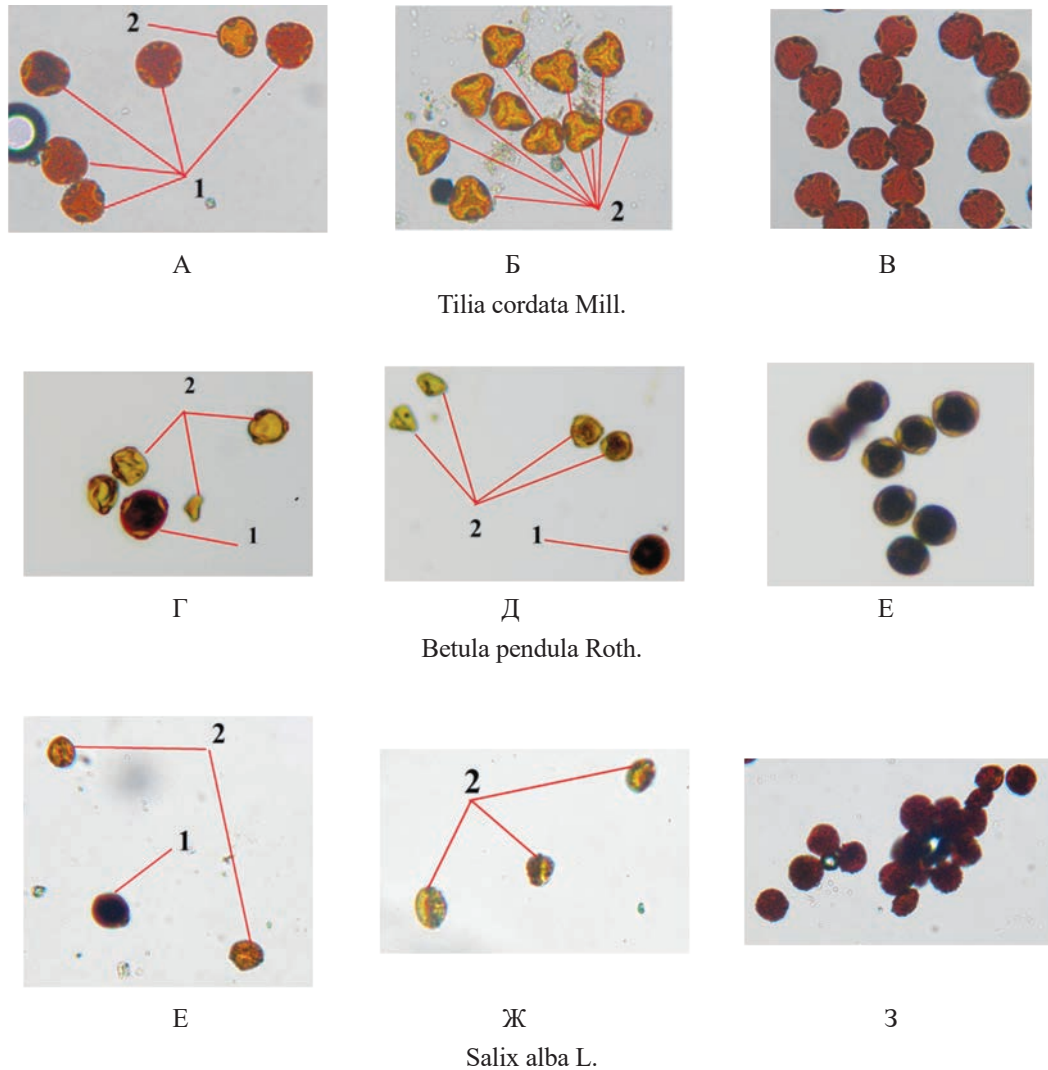 2
1
2
А Б В
Tilia cordata Mill.
2
1
2
1
Г Д Е
Betula pendula Roth.
2
1
2
Е Ж З
Salix alba L.